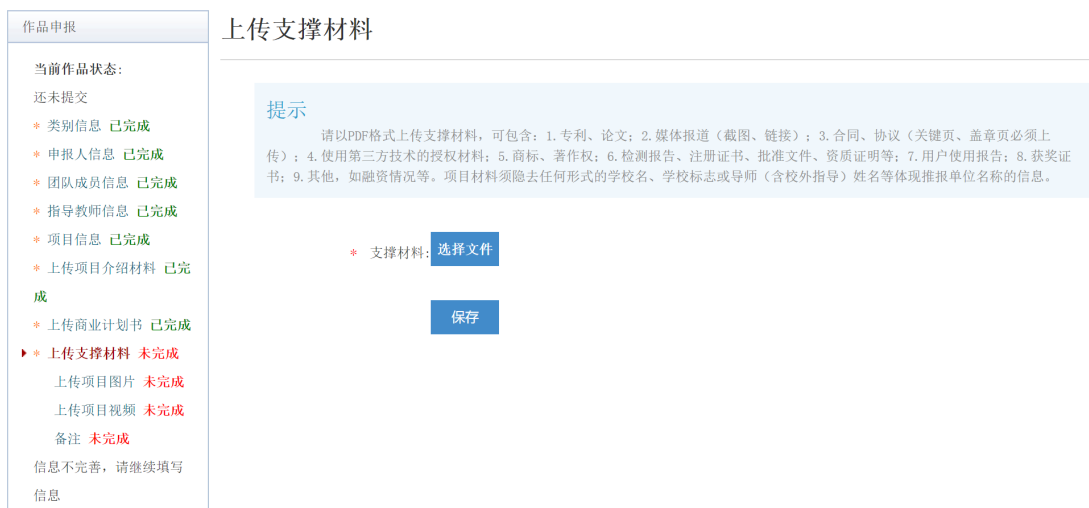 作品申报
当前作品状态:
还未提交
* 类别信息 已完成
* 申报人信息 已完成
* 团队成员信息 已完成
* 指导教师信息 已完成
* 项目信息 已完成
* 上传项目介绍材料 已完
成
* 上传商业计划书 已完成
* 上传支撑材料 未完成
上传项目图片 未完成
上传项目视频 未完成
备注 未完成
信息不完善，请继续填写
信息
上传支撑材料
提示
请以PDF格式上传支撑材料，可包含：1.专利、论文；2.媒体报道（截图、链接）；3.合同、协议（关键页、盖章页必须上
传）；4.使用第三方技术的授权材料；5.商标、著作权；6.检测报告、注册证书、批准文件、资质证明等；7.用户使用报告；8.获奖证
书；9.其他，如融资情况等。项目材料须隐去任何形式的学校名、学校标志或导师（含校外指导）姓名等体现推报单位名称的信息。
* 支撑材料: 选择文件
保存